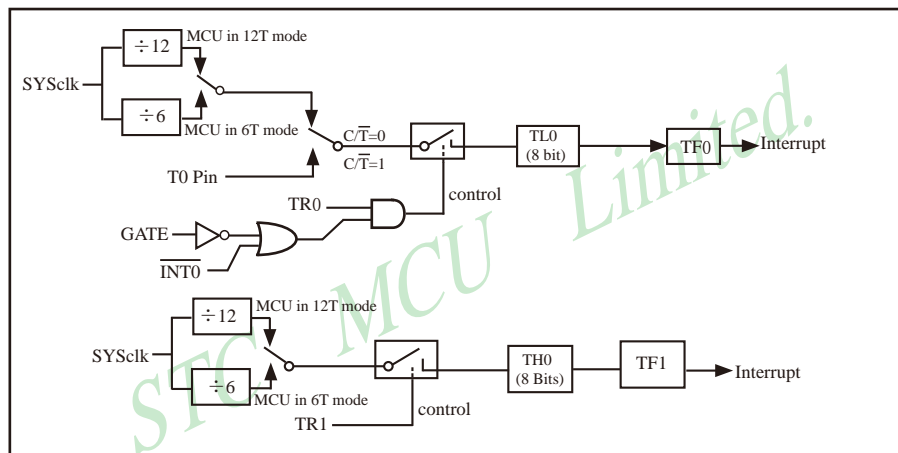 ÷12
MCU in 12T mode
SYSclk
÷6
MCU in 6T mode
C/T̅=0
C/T̅=1
T0 Pin
TL0
(8 bit)
TF0
Interrupt
control
TR0
GATE
I̅N̅T̅0̅
÷12
MCU in 12T mode
SYSclk
÷6
MCU in 6T mode
TH0
(8 Bits)
TF1
Interrupt
control
TR1
STC MCU Limited.